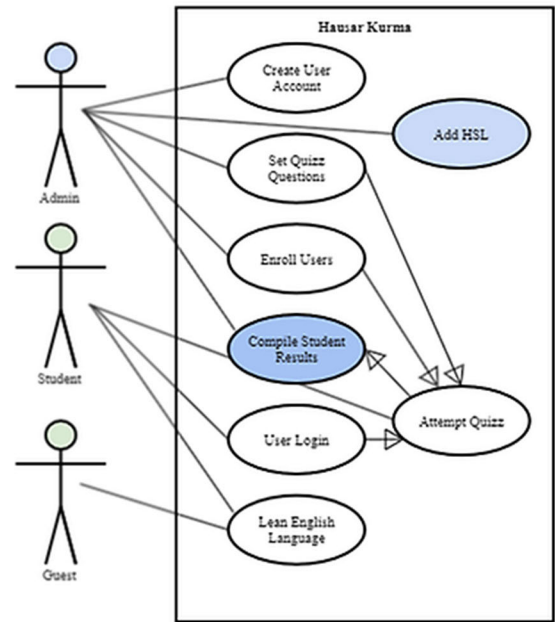 Hausar Kurma
Create User
Account
Add HSL
Set Quizz
Questions
Admin
Enroll Users
Compile Student
Results
Student
Attempt Quizz
User Login
Lean English
Language
Guest